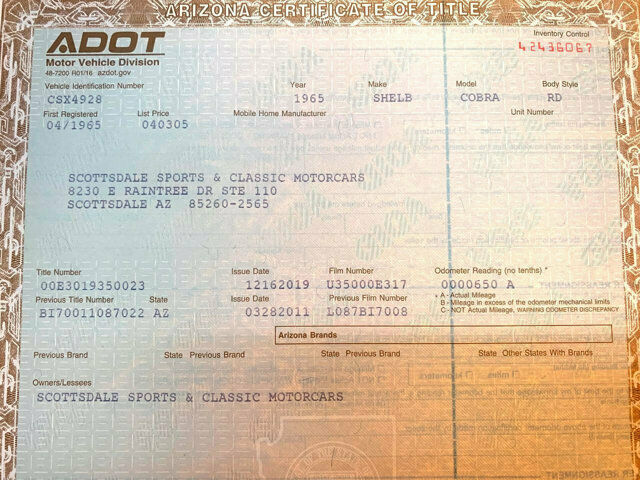 ARIZONA CERTIFICATE OF TITLE
ADOT
Motor Vehicle Division
48-7200 R01/16 azdot.gov
Inventory Control
42436067
Vehicle Identification Number Year Make Model Body Style
CSX4928 1965 SHELB COBRA RD
First Registered List Price Mobile Home Manufacturer Unit Number
04/1965 040305
SCOTTSDALE SPORTS & CLASSIC MOTORCARS
8230 E RAINTREE DR STE 110
SCOTTSDALE AZ 85260-2565
Title Number Issue Date Film Number Odometer Reading (no tenths) *
00E3019350023 12162019 U35000E317 0000650 A
Previous Title Number State Issue Date Previous Film Number
BI70011087022 AZ 03282011 L087BI7008
* A - Actual Mileage
B - Mileage in excess of the odometer mechanical limits
C - NOT Actual Mileage, WARNING ODOMETER DISCREPANCY
Arizona Brands
Previous Brand State Previous Brand State Previous Brand State Other States With Brands
Owners/Lessees
SCOTTSDALE SPORTS & CLASSIC MOTORCARS